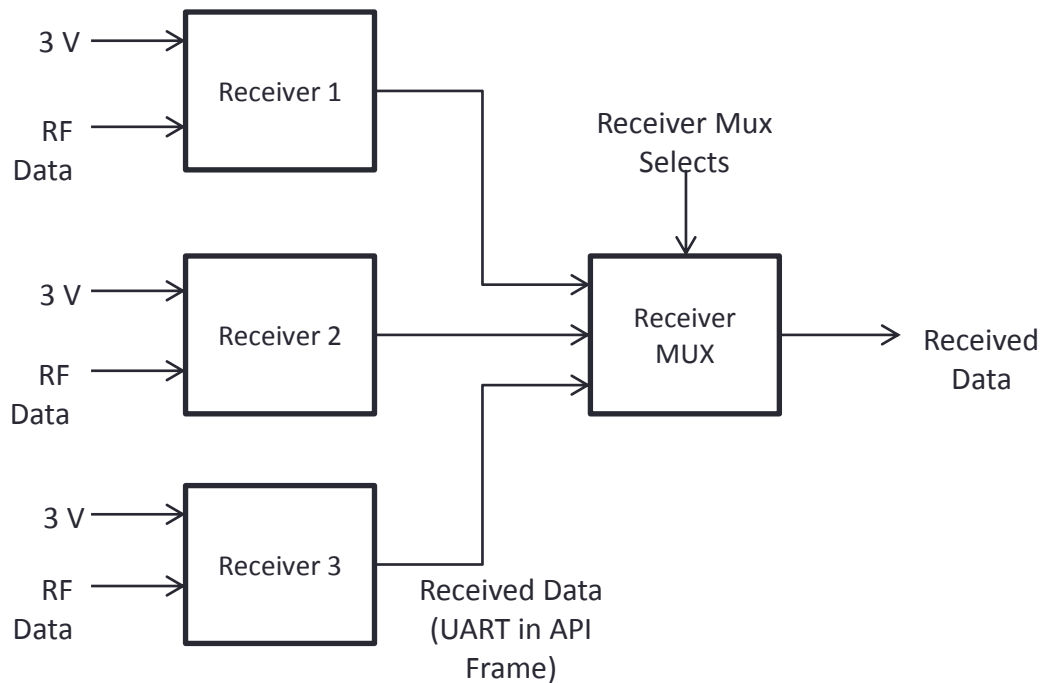 3 V
RF
Data
Receiver 1
Receiver Mux
Selects
3 V
RF
Data
Receiver 2
Receiver
MUX
Received
Data
3 V
RF
Data
Receiver 3
Received Data
(UART in API
Frame)